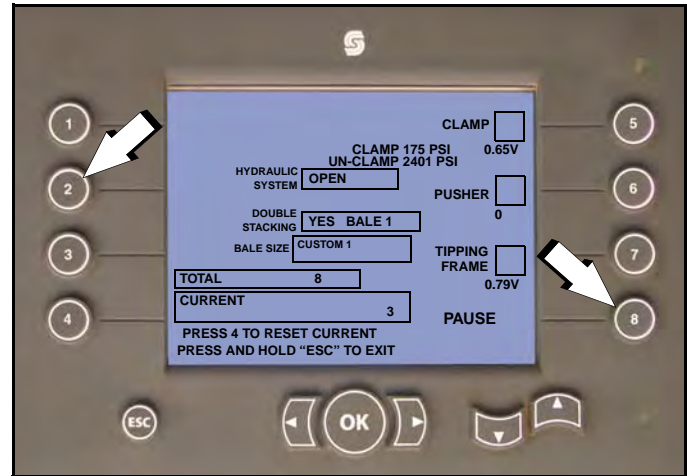 S
1
5
CLAMP
0.65V
CLAMP 175 PSI
UN-CLAMP 2401 PSI
2
HYDRAULIC
SYSTEM
OPEN
PUSHER
6
0
DOUBLE
STACKING
YES BALE 1
3
BALE SIZE
CUSTOM 1
TIPPING
FRAME
7
0.79V
TOTAL 8
CURRENT
3
4
PAUSE
8
PRESS 4 TO RESET CURRENT
PRESS AND HOLD “ESC” TO EXIT
ESC
OK